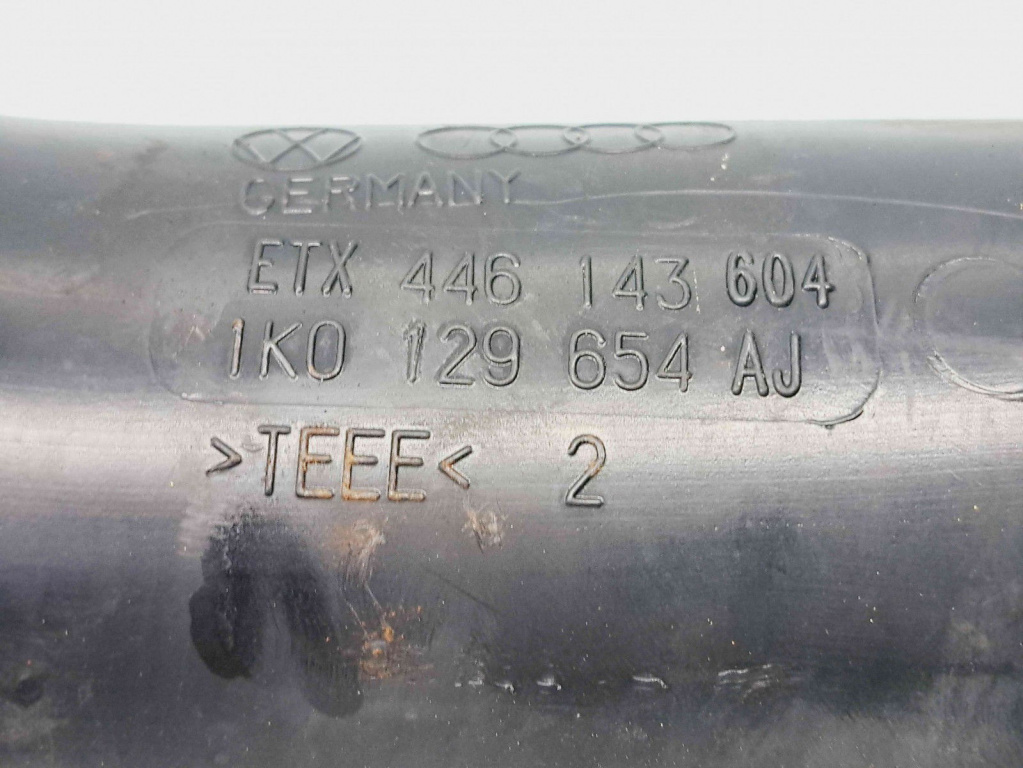 GERMANY
ETX 446 143 604
1K0 129 654 AJ
>TEEE< 2